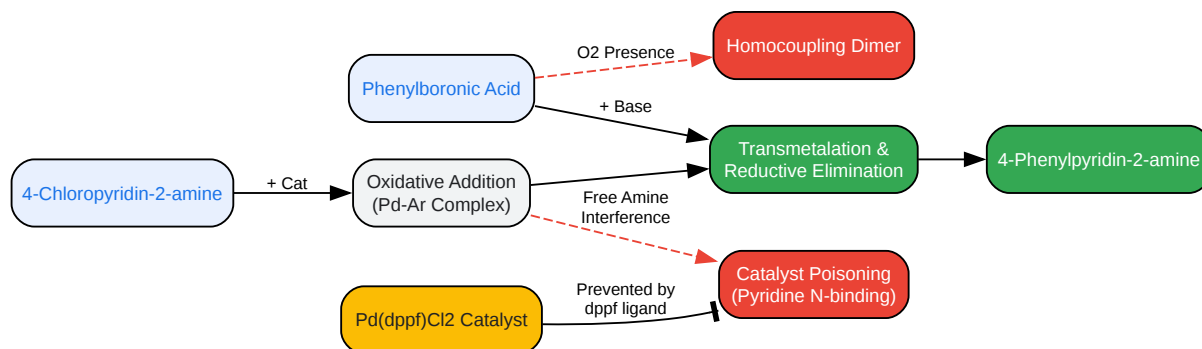 Homocoupling Dimer
O2 Presence
Phenylboronic Acid
+ Base
Transmetalation &
Reductive Elimination
4-Phenylpyridin-2-amine
4-Chloropyridin-2-amine
+ Cat
Oxidative Addition
(Pd-Ar Complex)
Free Amine
Interference
Catalyst Poisoning
(Pyridine N-binding)
Prevented by
dppf ligand
Pd(dppf)Cl2 Catalyst